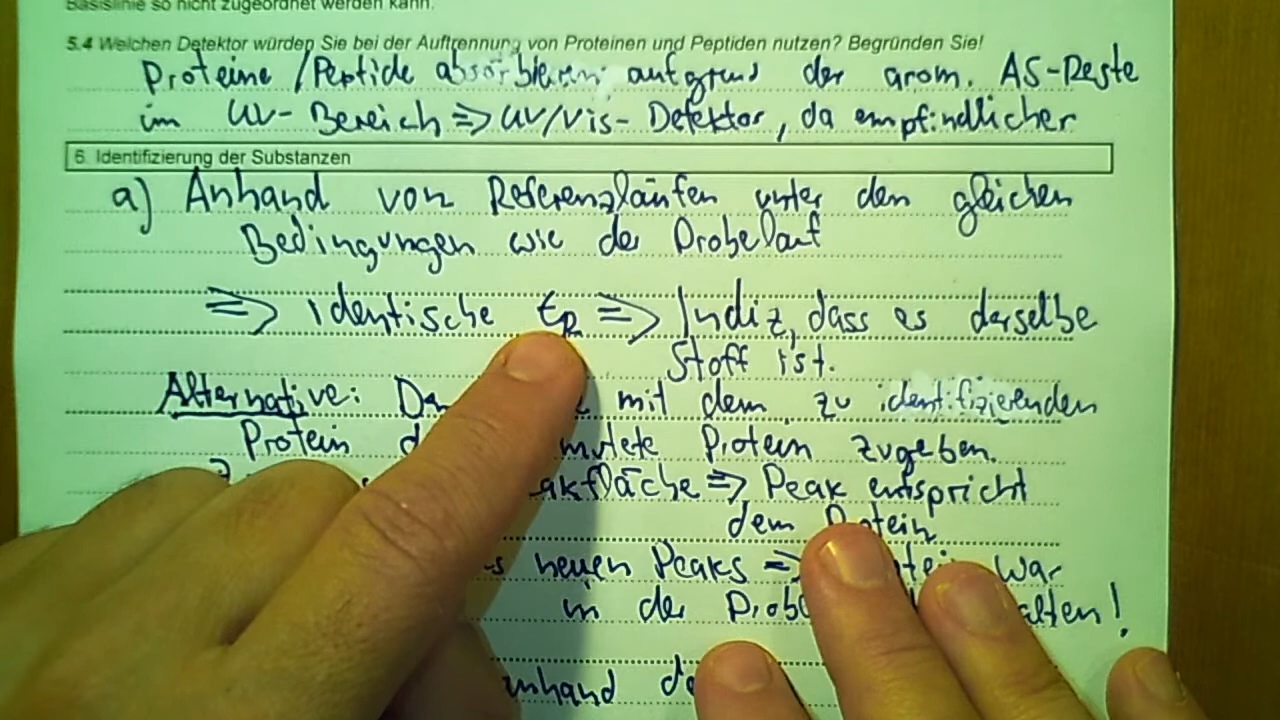 Basislinie so nicht zugeordnet werden kann.
5.4 Welchen Detektor würden Sie bei der Auftrennung von Proteinen und Peptiden nutzen? Begründen Sie!
Proteine / Peptide absorbieren aufgrund der arom. AS-Reste
im UV-Bereich => UV/Vis-Detektor, da empfindlicher
6. Identifizierung der Substanzen
a) Anhand von Referenzläufen unter den gleichen
Bedingungen wie der Probelauf
=> identische tR => Indiz, dass es derselbe
Stoff ist.
Alternative: mit dem zu identifizierenden
Protein Protein zugeben.
=> Peak entspricht
dem Protein
neuen Peaks => war
in der
anhand